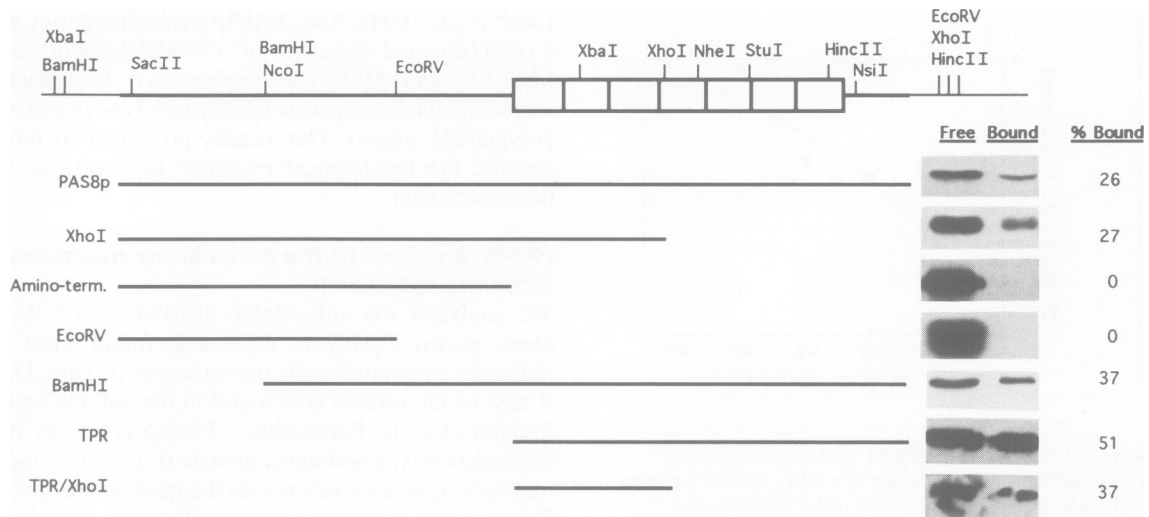 XbaI
BamHI
SacII
BamHI
NcoI
EcoRV
XbaI
XhoI
NheI
StuI
HincII
NsiI
EcoRV
XhoI
HincII
Free Bound % Bound
PAS8p 26
XhoI 27
Amino-term. 0
EcoRV 0
BamHI 37
TPR 51
TPR/XhoI 37